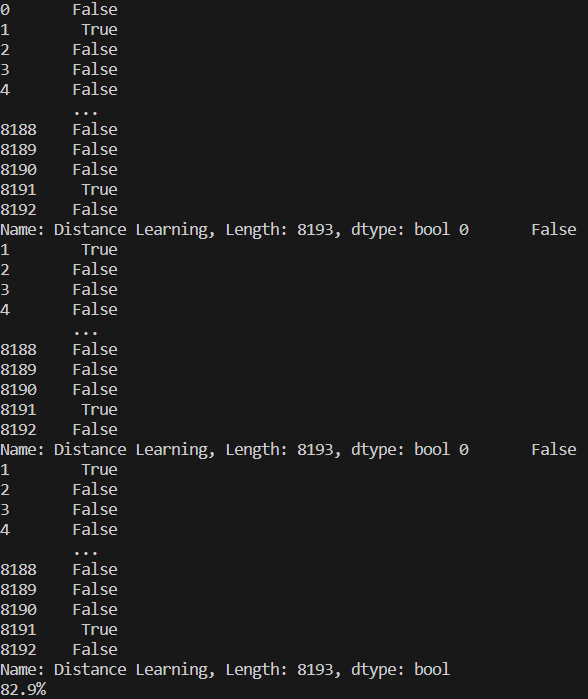 0       False
1        True
2       False
3       False
4       False
        ...
8188    False
8189    False
8190    False
8191     True
8192    False
Name: Distance Learning, Length: 8193, dtype: bool 0       False
1        True
2       False
3       False
4       False
        ...
8188    False
8189    False
8190    False
8191     True
8192    False
Name: Distance Learning, Length: 8193, dtype: bool 0       False
1        True
2       False
3       False
4       False
        ...
8188    False
8189    False
8190    False
8191     True
8192    False
Name: Distance Learning, Length: 8193, dtype: bool
82.9%